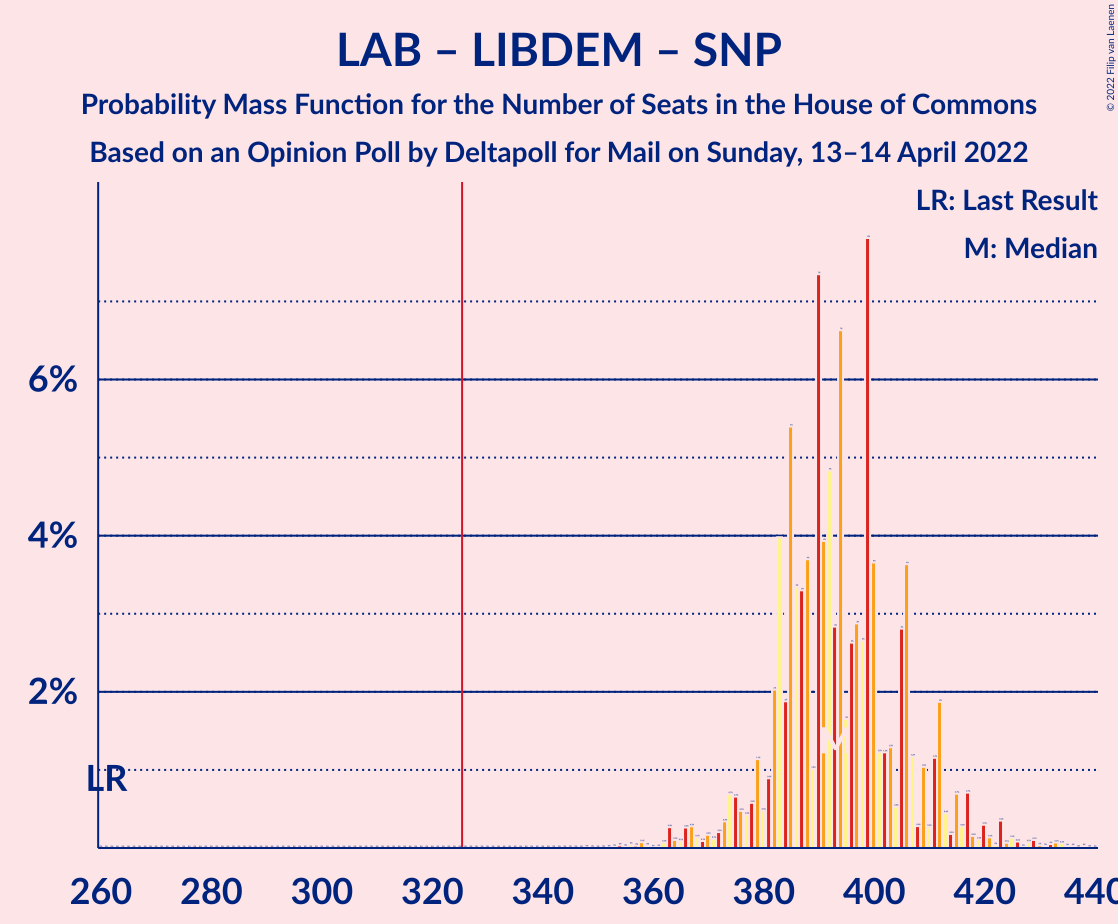 LAB – LIBDEM – SNP
Probability Mass Function for the Number of Seats in the House of Commons
Based on an Opinion Poll by Deltapoll for Mail on Sunday, 13–14 April 2022
© 2022 Filip van Laenen
LR: Last Result
M: Median
6%
4%
2%
LR
M
260 280 300 320 340 360 380 400 420 440